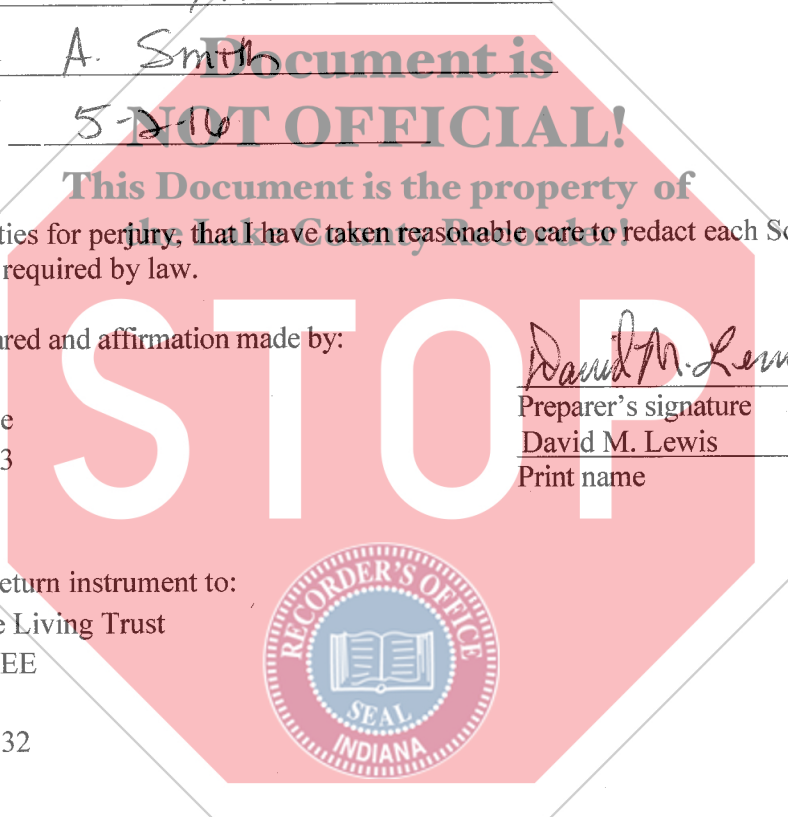 A. Smith
Document is
5-2-16
NOT OFFICIAL!
This Document is the property of
the Lake County Recorder!
ties for perjury, that I have taken reasonable care to redact each
required by law.
ared and affirmation made by:
David M. Lewis
e
Preparer's signature
David M. Lewis
3
Print name
STOP
eturn instrument to:
e Living Trust
EE
32
RECORDER'S OFFICE
SEAL
INDIANA